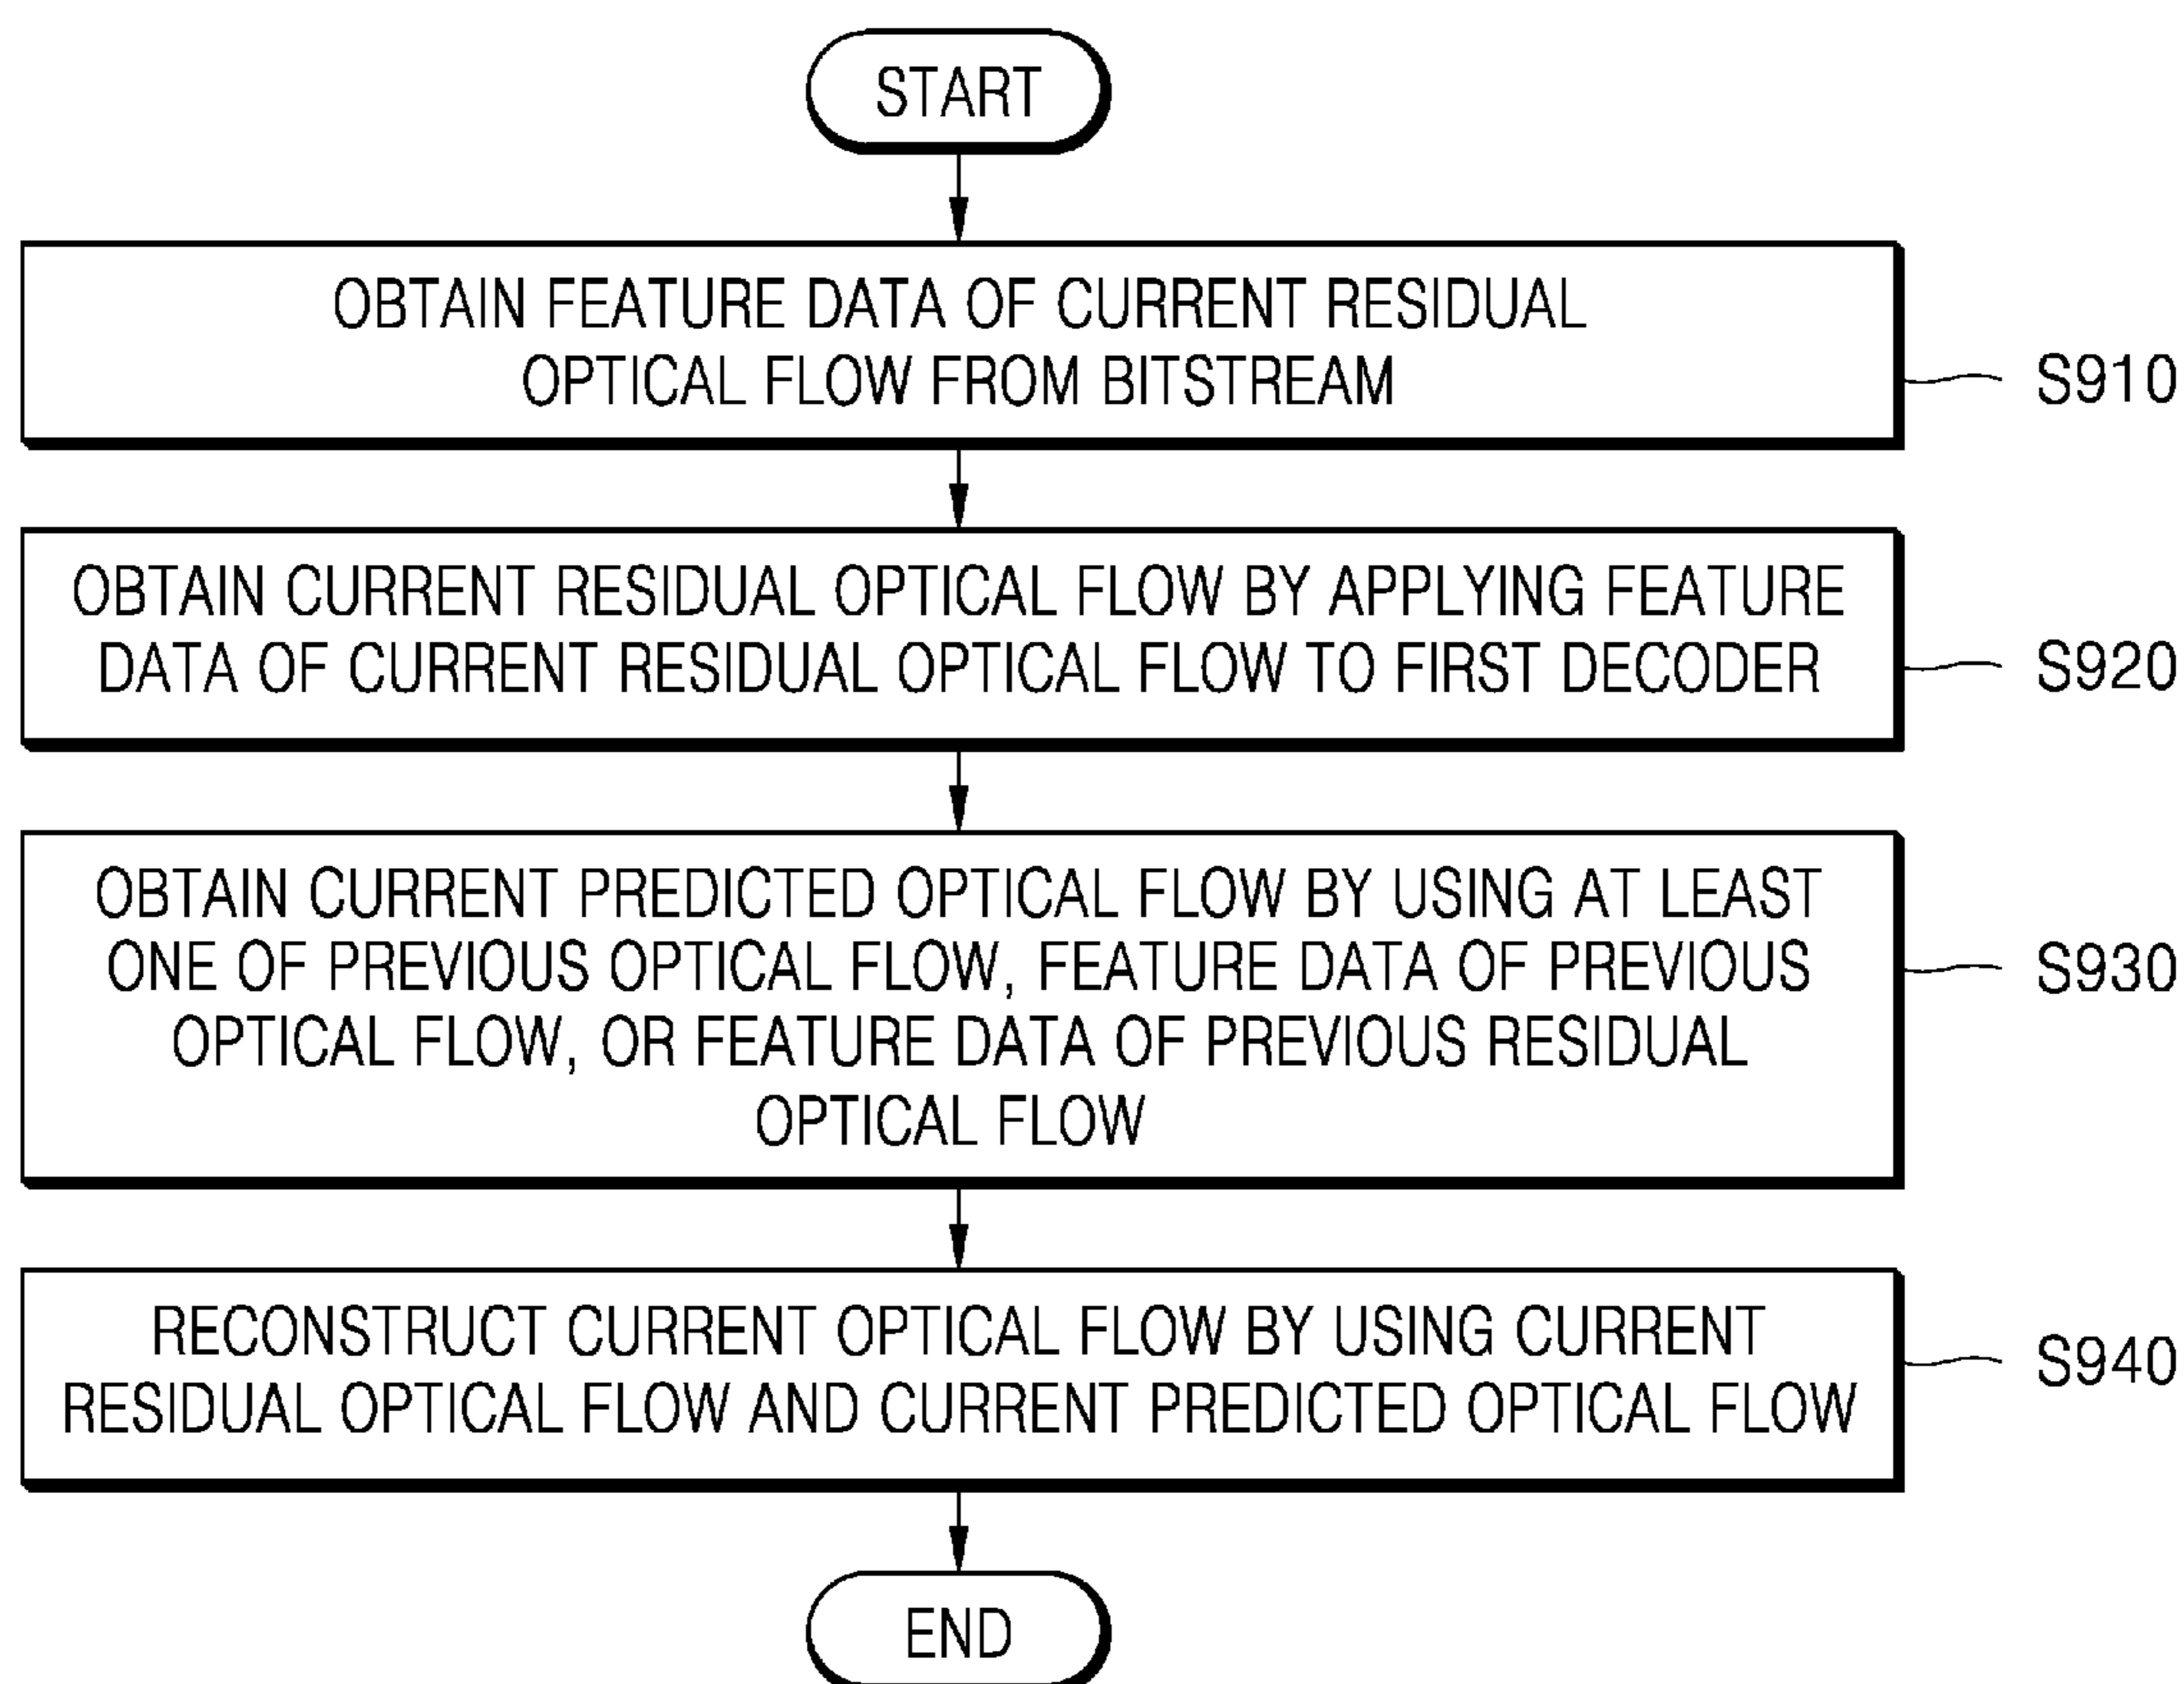 START
OBTAIN FEATURE DATA OF CURRENT RESIDUAL
OPTICAL FLOW FROM BITSTREAM
S910
OBTAIN CURRENT RESIDUAL OPTICAL FLOW BY APPLYING FEATURE
DATA OF CURRENT RESIDUAL OPTICAL FLOW TO FIRST DECODER
S920
OBTAIN CURRENT PREDICTED OPTICAL FLOW BY USING AT LEAST
ONE OF PREVIOUS OPTICAL FLOW, FEATURE DATA OF PREVIOUS
OPTICAL FLOW, OR FEATURE DATA OF PREVIOUS RESIDUAL
OPTICAL FLOW
S930
RECONSTRUCT CURRENT OPTICAL FLOW BY USING CURRENT
RESIDUAL OPTICAL FLOW AND CURRENT PREDICTED OPTICAL FLOW
S940
END